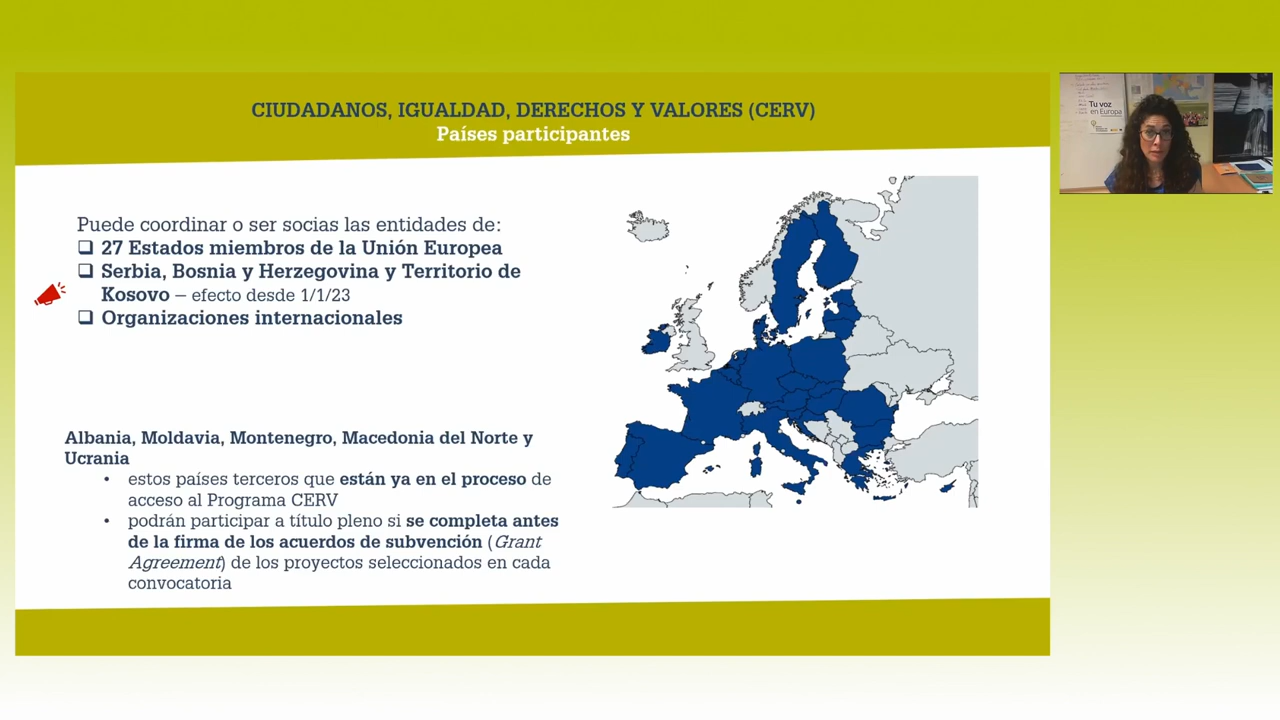 CIUDADANOS, IGUALDAD, DERECHOS Y VALORES (CERV)
Países participantes
Puede coordinar o ser socias las entidades de:
27 Estados miembros de la Unión Europea
Serbia, Bosnia y Herzegovina y Territorio de
Kosovo – efecto desde 1/1/23
Organizaciones internacionales
Albania, Moldavia, Montenegro, Macedonia del Norte y
Ucrania
• estos países terceros que están ya en el proceso de
acceso al Programa CERV
• podrán participar a título pleno si se completa antes
de la firma de los acuerdos de subvención (Grant
Agreement) de los proyectos seleccionados en cada
convocatoria
Tu voz
en Europa